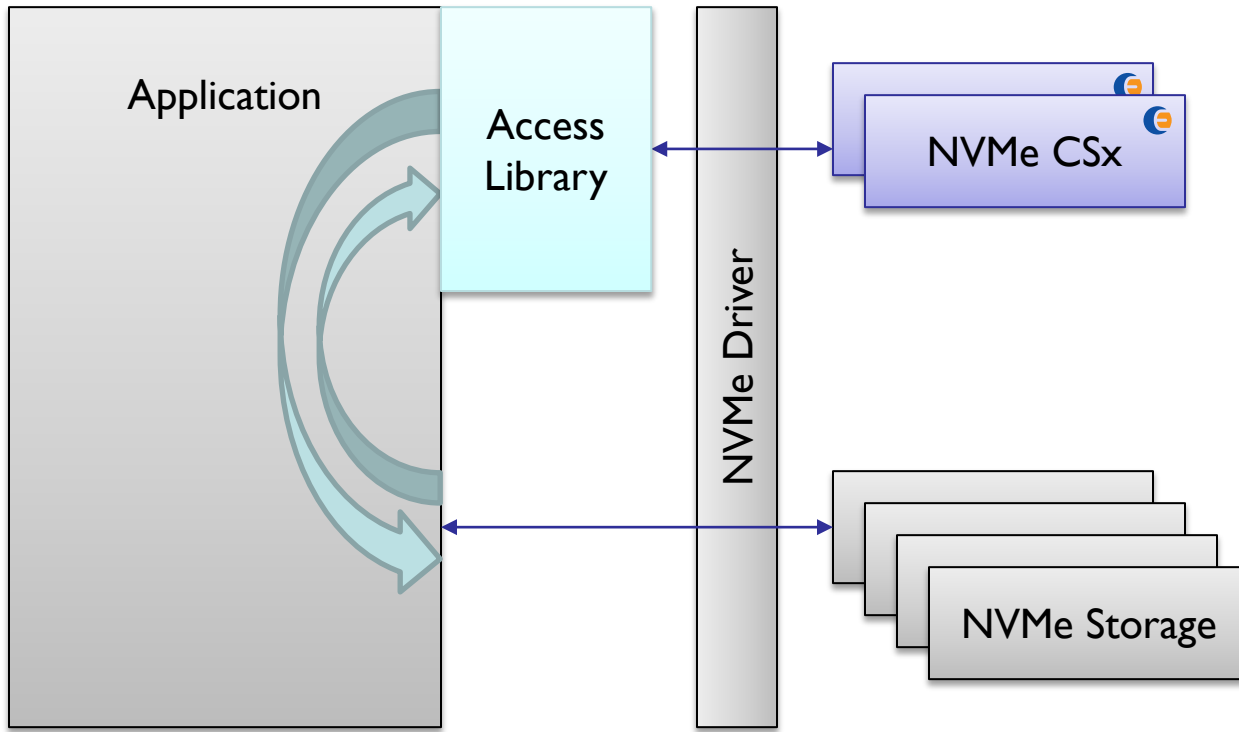 Application
Access
Library
NVMe Driver
NVMe CSx
NVMe Storage